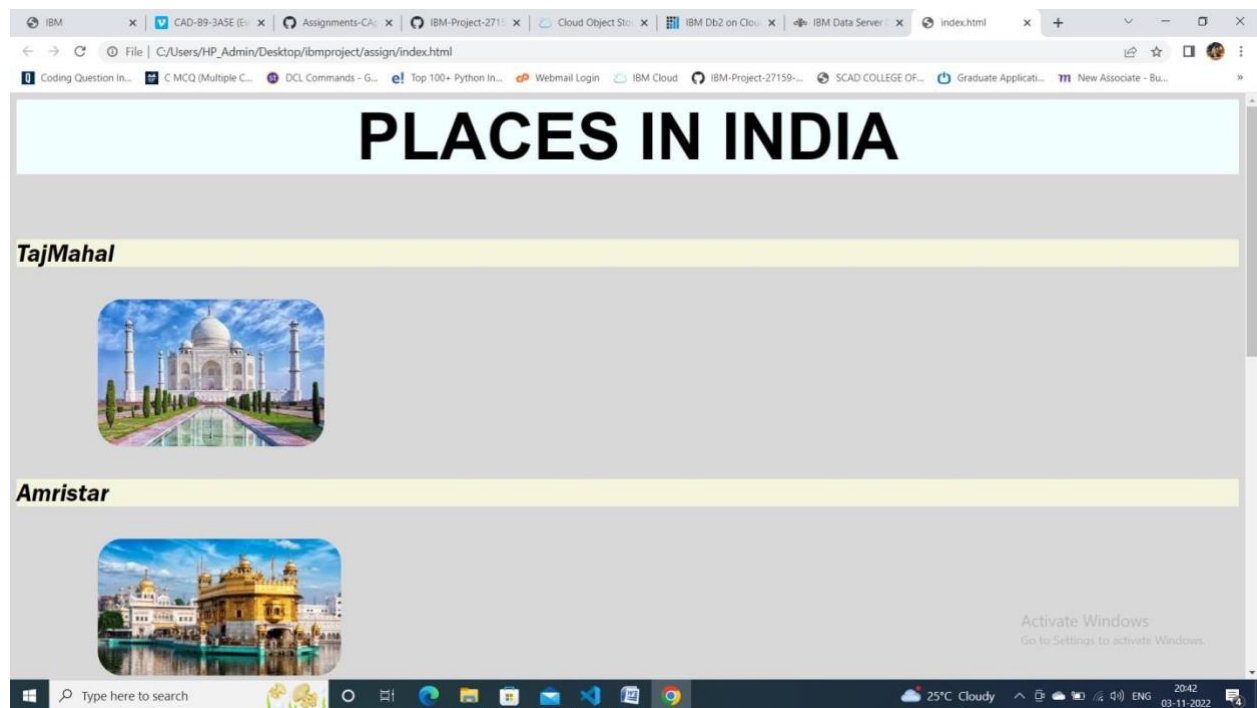 IBM
CAD-B9-3A5E (Ev
Assignments-CA
IBM-Project-2715
Cloud Object Sto
IBM Db2 on Clou
IBM Data Server
index.html
File | C:/Users/HP_Admin/Desktop/ibmproject/assign/index.html
Coding Question In...
C MCQ (Multiple C...
DCL Commands - G...
Top 100+ Python In...
Webmail Login
IBM Cloud
IBM-Project-27159-...
SCAD COLLEGE OF...
Graduate Applicati...
New Associate - Bu...
PLACES IN INDIA
TajMahal
Amristar
Activate Windows
Go to Settings to activate Windows.
Type here to search
25°C Cloudy
ENG
20:42
03-11-2022